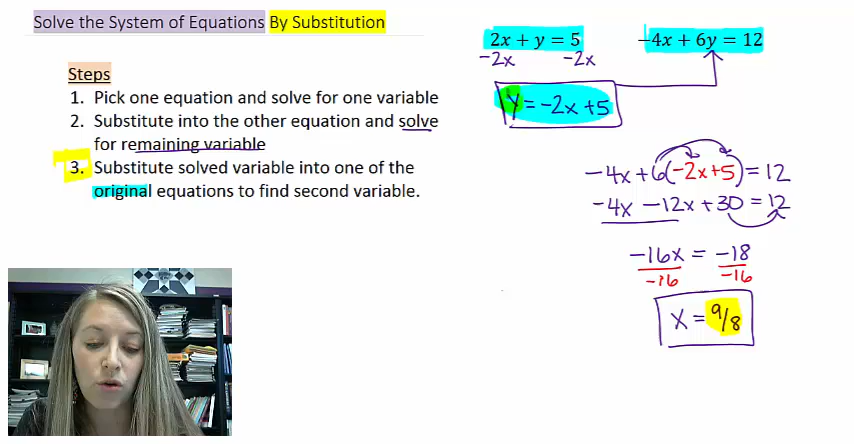 Solve the System of Equations By Substitution
Steps
1. Pick one equation and solve for one variable
2. Substitute into the other equation and solve
for remaining variable
3. Substitute solved variable into one of the
original equations to find second variable.
2x + y = 5
-2x -2x
y = -2x + 5
-4x + 6y = 12
-4x + 6(-2x + 5) = 12
-4x - 12x + 30 = 12
-16x = -18
-16 -16
x = 9/8